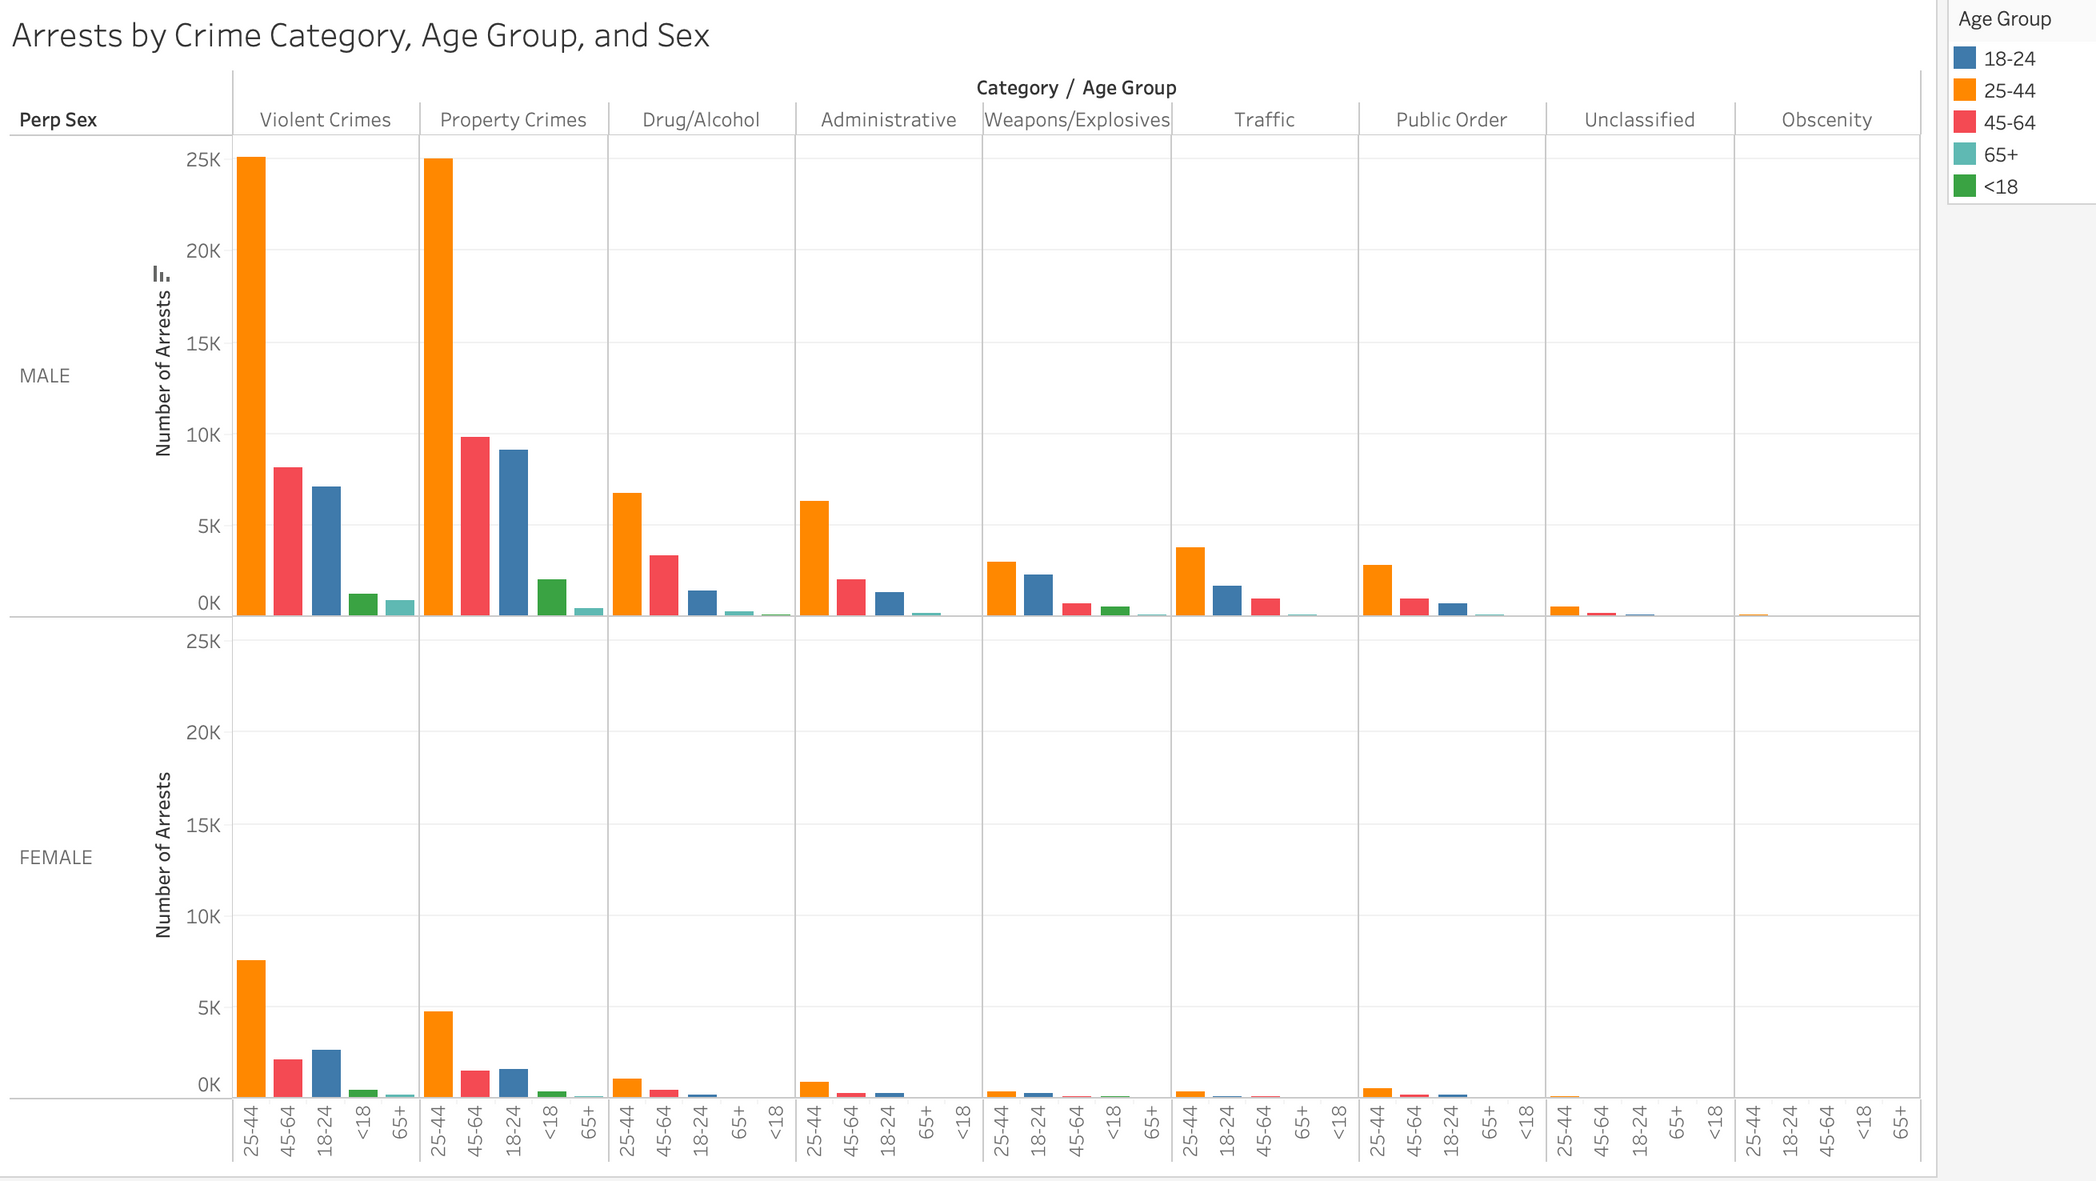 Arrests by Crime Category, Age Group, and Sex
Age Group
18-24
25-44
45-64
65+
<18
Category / Age Group
Perp Sex
Violent Crimes
Property Crimes
Drug/Alcohol
Administrative
Weapons/Explosives
Traffic
Public Order
Unclassified
Obscenity
MALE
Number of Arrests
25K
20K
15K
10K
5K
0K
FEMALE
Number of Arrests
25K
20K
15K
10K
5K
0K
25-44
45-64
18-24
<18
65+
25-44
45-64
18-24
<18
65+
25-44
45-64
18-24
65+
<18
25-44
45-64
18-24
65+
<18
25-44
18-24
45-64
<18
65+
25-44
18-24
45-64
65+
<18
25-44
45-64
18-24
65+
<18
25-44
45-64
18-24
65+
<18
25-44
18-24
45-64
<18
65+